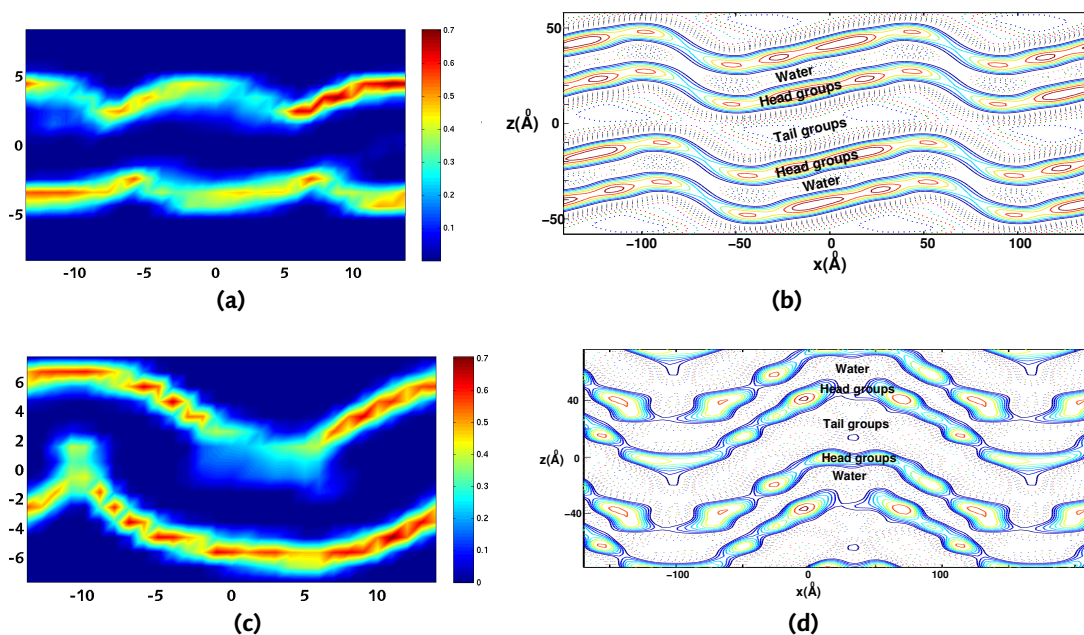 0.7
0.6
0.5
0.4
0.3
0.2
0.1
5
0
-5
-10 -5 0 5 10
(a)
50
0
−50
z(Å)
Water
Head groups
Tail groups
Head groups
Water
−100 −50 0 50 100
x(Å)
(b)
0.7
0.6
0.5
0.4
0.3
0.2
0.1
0
6
4
2
0
-2
-4
-6
-10 -5 0 5 10
(c)
40
0
−40
z(Å)
Water
Head groups
Tail groups
Head groups
Water
−100 0 100
x(Å)
(d)